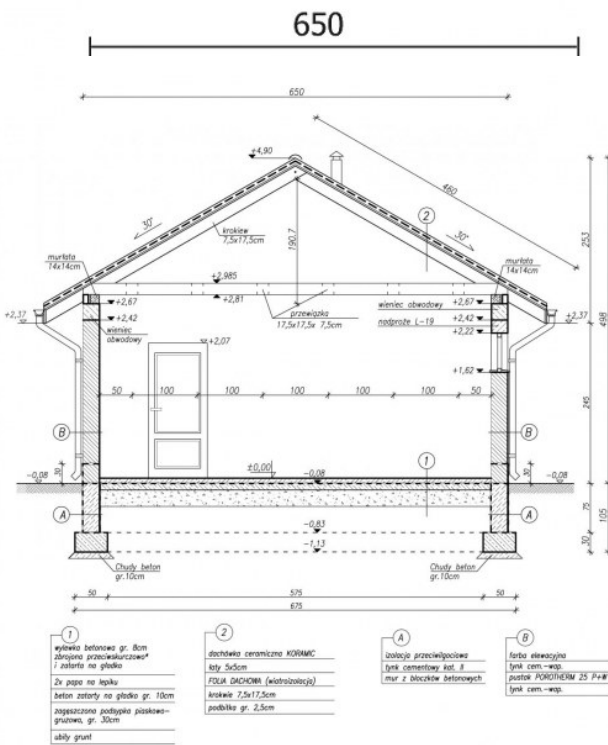 650
650
+4,90
460
30°
krokiew
7,5x17,5cm
190,7
2
30°
253
murłata
14x14cm
+2,985
murłata
14x14cm
+2,67
+2,81
wieniec obwodowy
+2,67
+2,37
+2,42
przewiązka
17,5x17,5x 7,5cm
nadproże L-19
+2,42
+2,37
wieniec
obwodowy
+2,22
498
+2,07
+1,62
50
100
100
100
100
100
50
245
B
B
±0,00
-0,08
1
30
30
-0,08
-0,08
A
A
75
105
-0,83
-1,13
30
Chudy beton
gr.10cm
Chudy beton
gr.10cm
50
575
50
675
1
wylewka betonowa gr. 8cm
zbrojona przeciwskurczowo*
i zatarta na gładko
2x papa na lepiku
beton zatarty na gładko gr. 10cm
zagęszczona podsypka piaskowo-
gruzowa, gr. 30cm
ubity grunt
2
dachówka ceramiczna KORAMIC
łaty 5x5cm
FOLIA DACHOWA (wiatroizolacja)
krokwie 7,5x17,5cm
podbitka gr. 2,5cm
A
izolacja przeciwilgociowa
tynk cementowy kat. II
mur z bloczków betonowych
B
farba elewacyjna
tynk cem.-wap.
pustak POROTHERM 25 P+W
tynk cem.-wap.